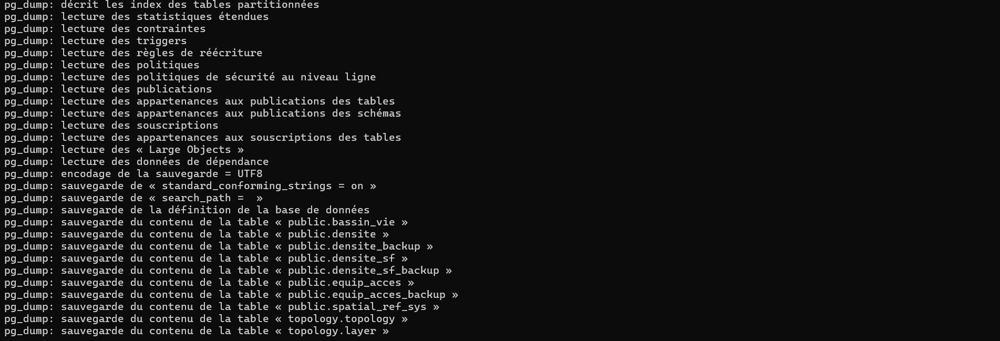 pg_dump: décrit les index des tables partitionnées
pg_dump: lecture des statistiques étendues
pg_dump: lecture des contraintes
pg_dump: lecture des triggers
pg_dump: lecture des règles de réécriture
pg_dump: lecture des politiques
pg_dump: lecture des politiques de sécurité au niveau ligne
pg_dump: lecture des publications
pg_dump: lecture des appartenances aux publications des tables
pg_dump: lecture des appartenances aux publications des schémas
pg_dump: lecture des souscriptions
pg_dump: lecture des appartenances aux souscriptions des tables
pg_dump: lecture des « Large Objects »
pg_dump: lecture des données de dépendance
pg_dump: encodage de la sauvegarde = UTF8
pg_dump: sauvegarde de « standard_conforming_strings = on »
pg_dump: sauvegarde de « search_path =  »
pg_dump: sauvegarde de la définition de la base de données
pg_dump: sauvegarde du contenu de la table « public.bassin_vie »
pg_dump: sauvegarde du contenu de la table « public.densite »
pg_dump: sauvegarde du contenu de la table « public.densite_backup »
pg_dump: sauvegarde du contenu de la table « public.densite_sf »
pg_dump: sauvegarde du contenu de la table « public.densite_sf_backup »
pg_dump: sauvegarde du contenu de la table « public.equip_acces »
pg_dump: sauvegarde du contenu de la table « public.equip_acces_backup »
pg_dump: sauvegarde du contenu de la table « public.spatial_ref_sys »
pg_dump: sauvegarde du contenu de la table « topology.topology »
pg_dump: sauvegarde du contenu de la table « topology.layer »